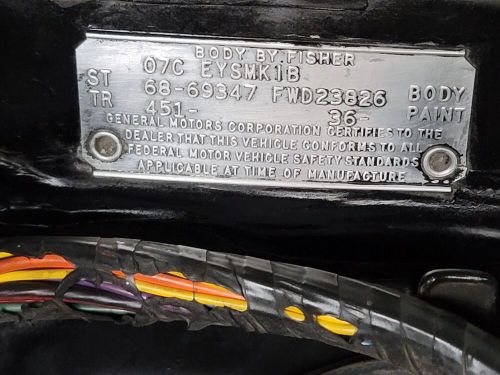 BODY BY FISHER
07C EYSMK1B
ST 68-69347 FWD23826 BODY
TR 451- 36- PAINT
GENERAL MOTORS CORPORATION CERTIFIES TO THE
DEALER THAT THIS VEHICLE CONFORMS TO ALL
FEDERAL MOTOR VEHICLE SAFETY STANDARDS
APPLICABLE AT TIME OF MANUFACTURE